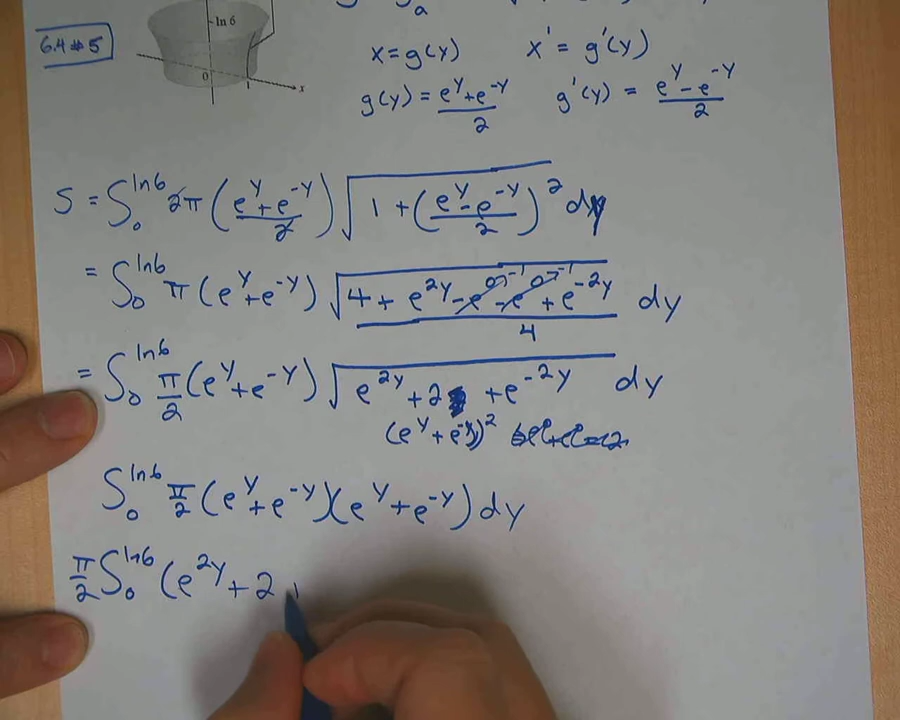 ln 6
6.4 #5
0
1
x
a
x = g(y) x' = g'(y)
g(y) = (e^y + e^-y)/2 g'(y) = (e^y - e^-y)/2
S = ∫_0^ln6 2π((e^y + e^-y)/2)√(1 + ((e^y - e^-y)/2)^2) dy
= ∫_0^ln6 π(e^y + e^-y)√((4 + e^2y - e^0 - e^0 + e^-2y)/4) dy
= ∫_0^ln6 π/2 (e^y + e^-y)√(e^2y + 2 + e^-2y) dy
(e^y + e^-y)^2
∫_0^ln6 π/2 (e^y + e^-y)(e^y + e^-y) dy
π/2 ∫_0^ln6 (e^2y + 2